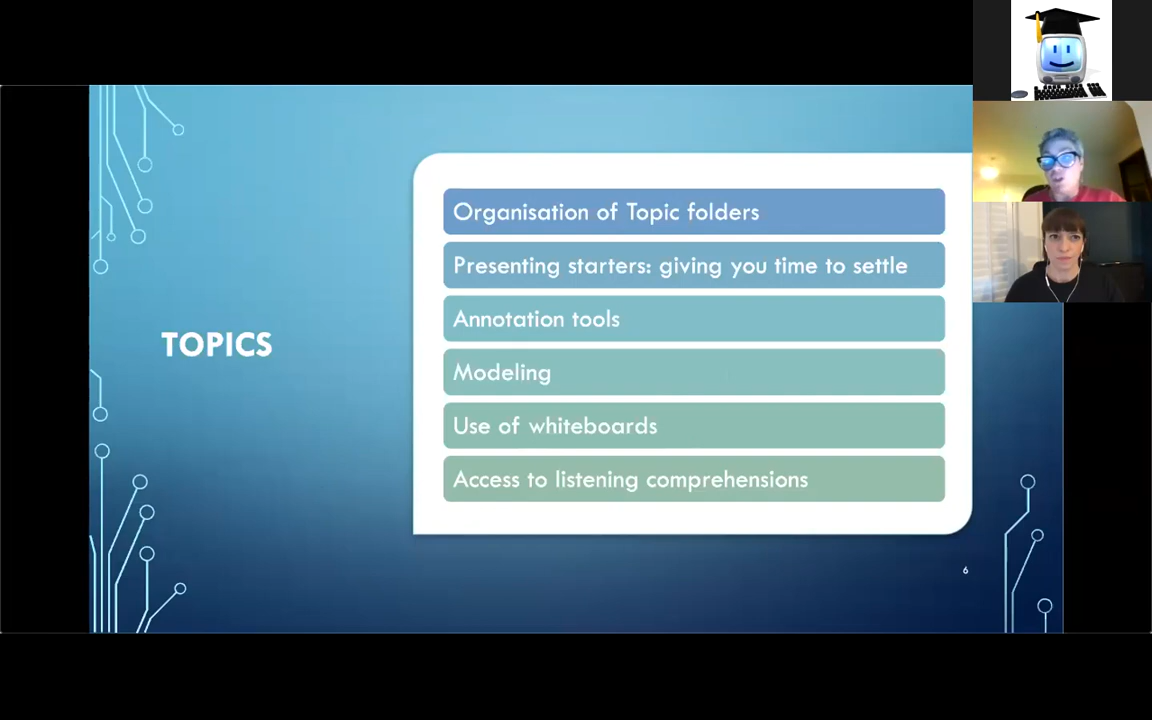 TOPICS
Organisation of Topic folders
Presenting starters: giving you time to settle
Annotation tools
Modeling
Use of whiteboards
Access to listening comprehensions
6